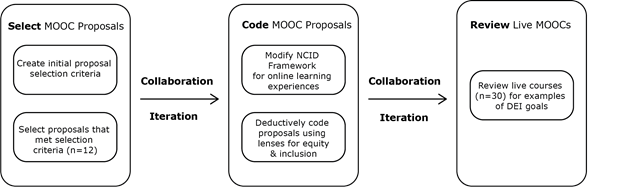 Select MOOC Proposals
Create initial proposal
selection criteria
Select proposals that
met selection
criteria (n=12)
Collaboration
Iteration
Code MOOC Proposals
Modify NCID
Framework
for online learning
experiences
Deductively code
proposals using
lenses for equity
& inclusion
Collaboration
Iteration
Review Live MOOCs
Review live courses
(n=30) for examples
of DEI goals